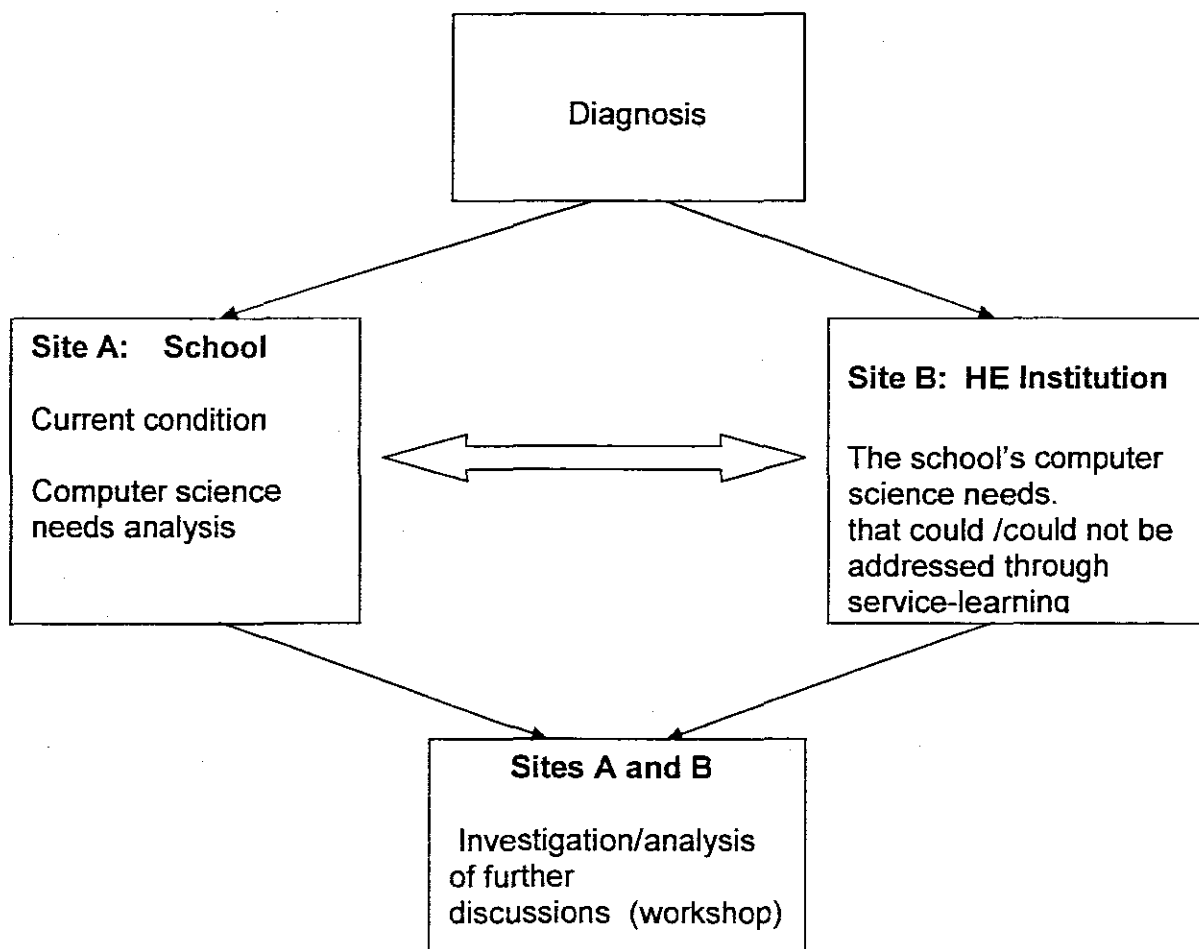 Diagnosis
Site A: School
Current condition
Computer science
needs analysis
Site B: HE Institution
The school's computer
science needs.
that could /could not be
addressed through
service-learning
Sites A and B
Investigation/analysis
of further
discussions (workshop)